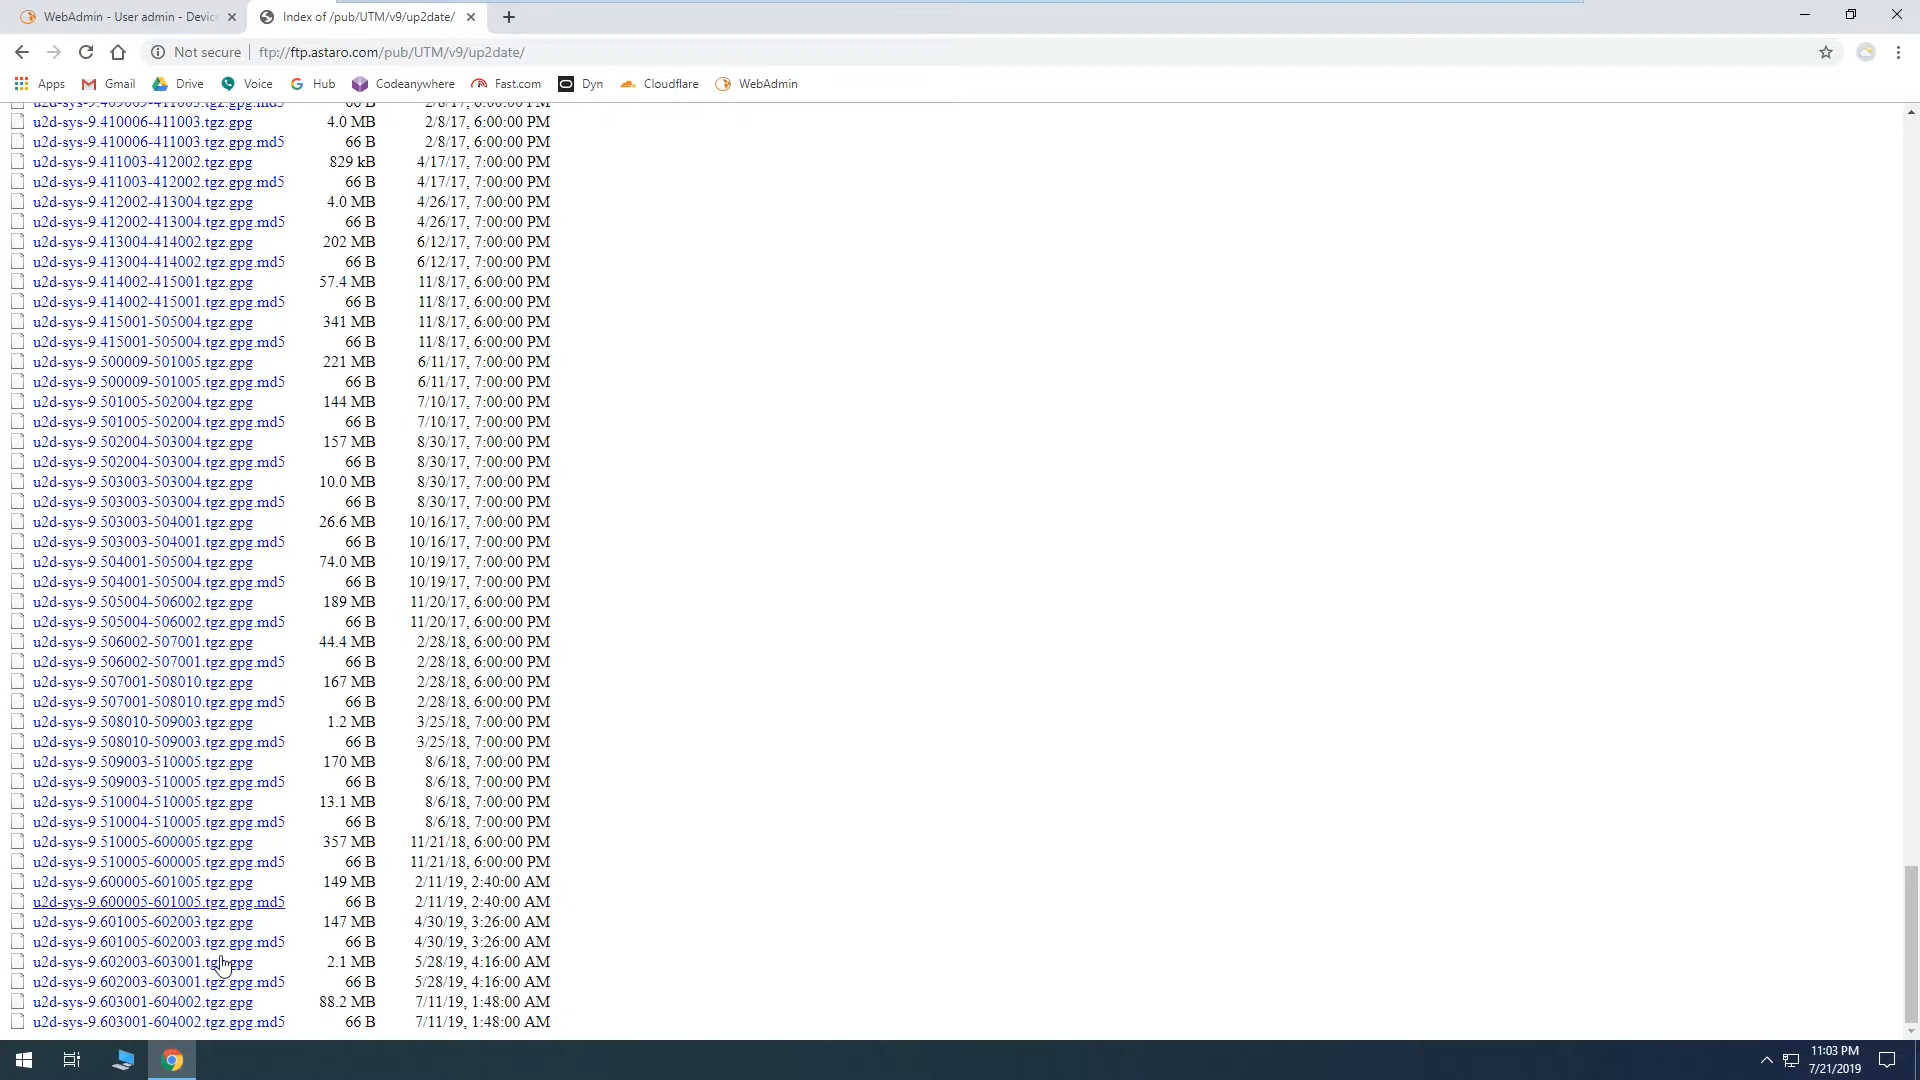 WebAdmin - User admin - Device
Index of /pub/UTM/v9/up2date/
Not secure ftp://ftp.astaro.com/pub/UTM/v9/up2date/
Apps Gmail Drive Voice Hub Codeanywhere Fast.com Dyn Cloudflare WebAdmin
u2d-sys-9.409009-411003.tgz.gpg.md5 66 B 2/8/17, 6:00:00 PM
u2d-sys-9.410006-411003.tgz.gpg 4.0 MB 2/8/17, 6:00:00 PM
u2d-sys-9.410006-411003.tgz.gpg.md5 66 B 2/8/17, 6:00:00 PM
u2d-sys-9.411003-412002.tgz.gpg 829 kB 4/17/17, 7:00:00 PM
u2d-sys-9.411003-412002.tgz.gpg.md5 66 B 4/17/17, 7:00:00 PM
u2d-sys-9.412002-413004.tgz.gpg 4.0 MB 4/26/17, 7:00:00 PM
u2d-sys-9.412002-413004.tgz.gpg.md5 66 B 4/26/17, 7:00:00 PM
u2d-sys-9.413004-414002.tgz.gpg 202 MB 6/12/17, 7:00:00 PM
u2d-sys-9.413004-414002.tgz.gpg.md5 66 B 6/12/17, 7:00:00 PM
u2d-sys-9.414002-415001.tgz.gpg 57.4 MB 11/8/17, 6:00:00 PM
u2d-sys-9.414002-415001.tgz.gpg.md5 66 B 11/8/17, 6:00:00 PM
u2d-sys-9.415001-505004.tgz.gpg 341 MB 11/8/17, 6:00:00 PM
u2d-sys-9.415001-505004.tgz.gpg.md5 66 B 11/8/17, 6:00:00 PM
u2d-sys-9.500009-501005.tgz.gpg 221 MB 6/11/17, 7:00:00 PM
u2d-sys-9.500009-501005.tgz.gpg.md5 66 B 6/11/17, 7:00:00 PM
u2d-sys-9.501005-502004.tgz.gpg 144 MB 7/10/17, 7:00:00 PM
u2d-sys-9.501005-502004.tgz.gpg.md5 66 B 7/10/17, 7:00:00 PM
u2d-sys-9.502004-503004.tgz.gpg 157 MB 8/30/17, 7:00:00 PM
u2d-sys-9.502004-503004.tgz.gpg.md5 66 B 8/30/17, 7:00:00 PM
u2d-sys-9.503003-503004.tgz.gpg 10.0 MB 8/30/17, 7:00:00 PM
u2d-sys-9.503003-503004.tgz.gpg.md5 66 B 8/30/17, 7:00:00 PM
u2d-sys-9.503003-504001.tgz.gpg 26.6 MB 10/16/17, 7:00:00 PM
u2d-sys-9.503003-504001.tgz.gpg.md5 66 B 10/16/17, 7:00:00 PM
u2d-sys-9.504001-505004.tgz.gpg 74.0 MB 10/19/17, 7:00:00 PM
u2d-sys-9.504001-505004.tgz.gpg.md5 66 B 10/19/17, 7:00:00 PM
u2d-sys-9.505004-506002.tgz.gpg 189 MB 11/20/17, 6:00:00 PM
u2d-sys-9.505004-506002.tgz.gpg.md5 66 B 11/20/17, 6:00:00 PM
u2d-sys-9.506002-507001.tgz.gpg 44.4 MB 2/28/18, 6:00:00 PM
u2d-sys-9.506002-507001.tgz.gpg.md5 66 B 2/28/18, 6:00:00 PM
u2d-sys-9.507001-508010.tgz.gpg 167 MB 2/28/18, 6:00:00 PM
u2d-sys-9.507001-508010.tgz.gpg.md5 66 B 2/28/18, 6:00:00 PM
u2d-sys-9.508010-509003.tgz.gpg 1.2 MB 3/25/18, 7:00:00 PM
u2d-sys-9.508010-509003.tgz.gpg.md5 66 B 3/25/18, 7:00:00 PM
u2d-sys-9.509003-510005.tgz.gpg 170 MB 8/6/18, 7:00:00 PM
u2d-sys-9.509003-510005.tgz.gpg.md5 66 B 8/6/18, 7:00:00 PM
u2d-sys-9.510004-510005.tgz.gpg 13.1 MB 8/6/18, 7:00:00 PM
u2d-sys-9.510004-510005.tgz.gpg.md5 66 B 8/6/18, 7:00:00 PM
u2d-sys-9.510005-600005.tgz.gpg 357 MB 11/21/18, 6:00:00 PM
u2d-sys-9.510005-600005.tgz.gpg.md5 66 B 11/21/18, 6:00:00 PM
u2d-sys-9.600005-601005.tgz.gpg 149 MB 2/11/19, 2:40:00 AM
u2d-sys-9.600005-601005.tgz.gpg.md5 66 B 2/11/19, 2:40:00 AM
u2d-sys-9.601005-602003.tgz.gpg 147 MB 4/30/19, 3:26:00 AM
u2d-sys-9.601005-602003.tgz.gpg.md5 66 B 4/30/19, 3:26:00 AM
u2d-sys-9.602003-603001.tgz.gpg 2.1 MB 5/28/19, 4:16:00 AM
u2d-sys-9.602003-603001.tgz.gpg.md5 66 B 5/28/19, 4:16:00 AM
u2d-sys-9.603001-604002.tgz.gpg 88.2 MB 7/11/19, 1:48:00 AM
u2d-sys-9.603001-604002.tgz.gpg.md5 66 B 7/11/19, 1:48:00 AM
11:03 PM
7/21/2019